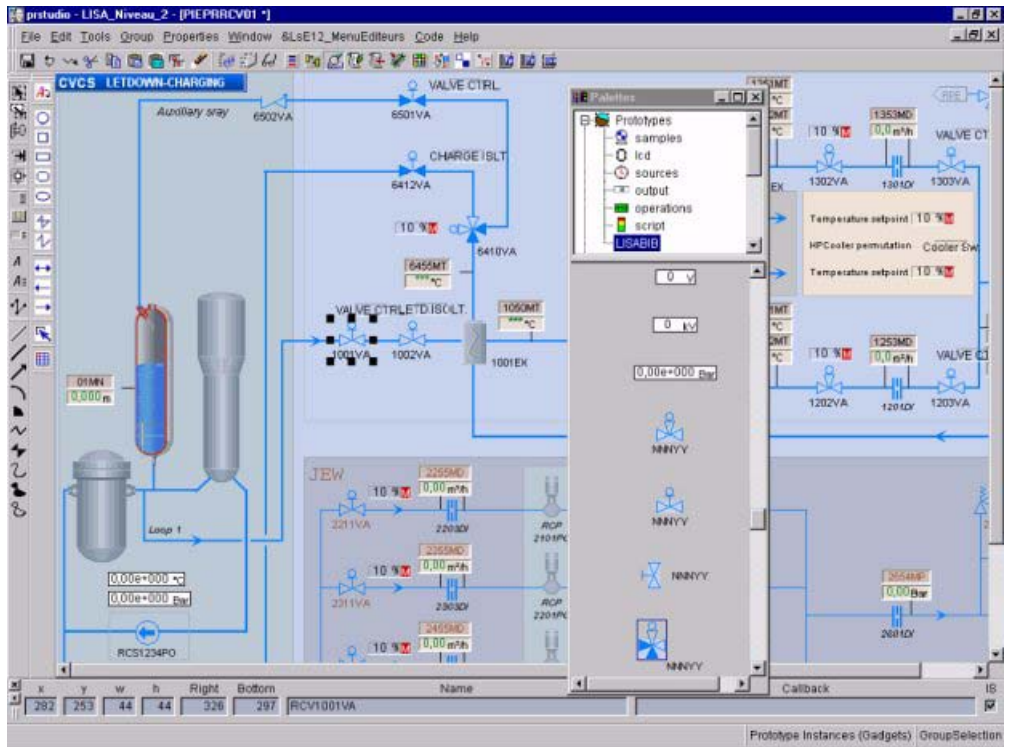 prstudio - LISA_Niveau_2 - [PIEPRRCV01 *]
File Edit Tools Group Properties Window &LsE12_MenuEditeurs Code Help
CVCS LETDOWN-CHARGING
Auxiliary sray
6502VA
VALVE CTRL
6501VA
CHARGE ISLT
6412VA
10 %M
6410VA
6455MT
***°C
VALVE CTRL ETD.ISOLT.
1001VA
1002VA
1050MT
***°C
1001EX
01MN
0,000 m
Loop 1
0,00e+000 °C
0,00e+000 Bar
RCS1234PO
JEW
2255MD
10 %M
0,00 m³/h
2211VA
2203DI
RCP
2101PO
2355MD
10 %M
0,00 m³/h
2311VA
2303DI
RCP
2201PO
2455MD
10 %M
0,00 m³/h
Palettes
Prototypes
samples
lcd
sources
output
operations
script
LISABIB
0 V
0 kV
0,00e+000 Bar
NNNYY
NNNYY
NNNYY
NNNYY
1351MT
°C
10 %M
1353MD
0,0 m³/h
VALVE CT
EX
1302VA
1301DI
1303VA
Temperature setpoint 10 %M
HPCooler permutation Cooler Sw
Temperature setpoint 10 %M
°C
10 %M
1253MD
0,0 m³/h
VALVE C
1202VA
1201DI
1203VA
2654MP
0,00 Bar
2601DI
x y w h Right Bottom Name Callback IS
282 253 44 44 326 297 RCV1001VA
Prototype Instances (Gadgets) GroupSelection